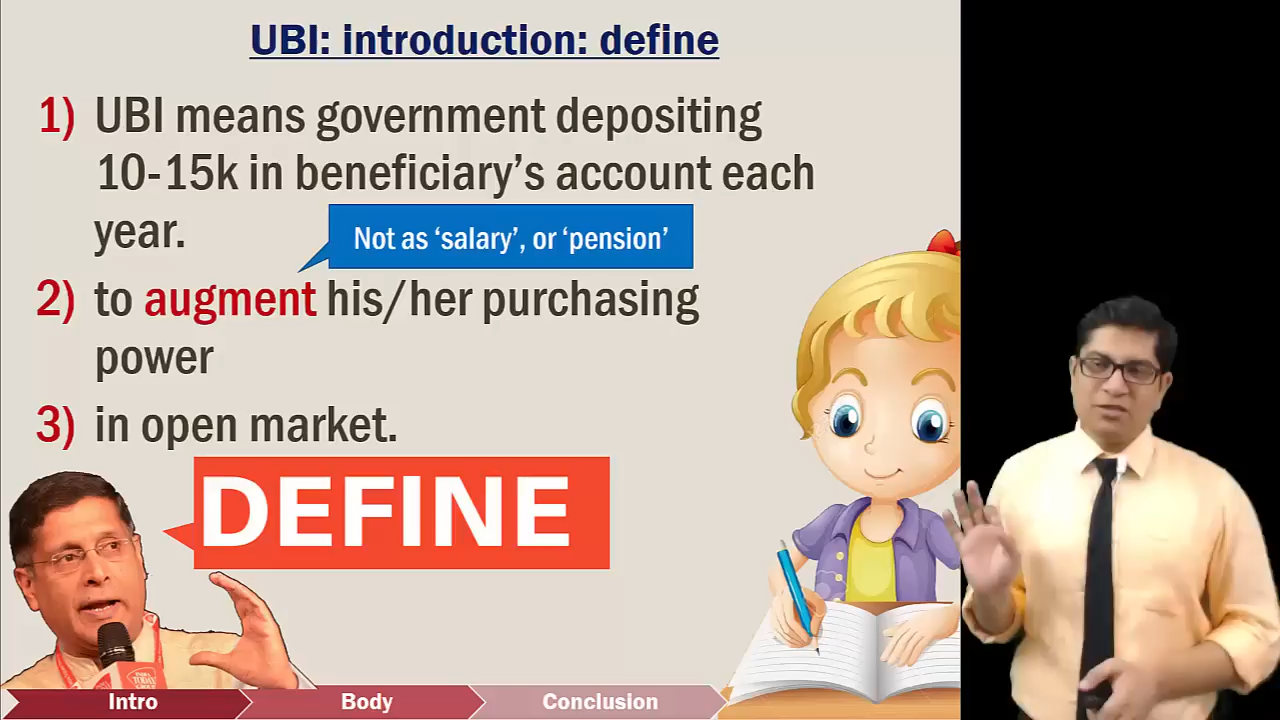 UBI: introduction: define
1) UBI means government depositing
10-15k in beneficiary’s account each
year.
Not as ‘salary’, or ‘pension’
2) to augment his/her purchasing
power
3) in open market.
DEFINE
Intro
Body
Conclusion